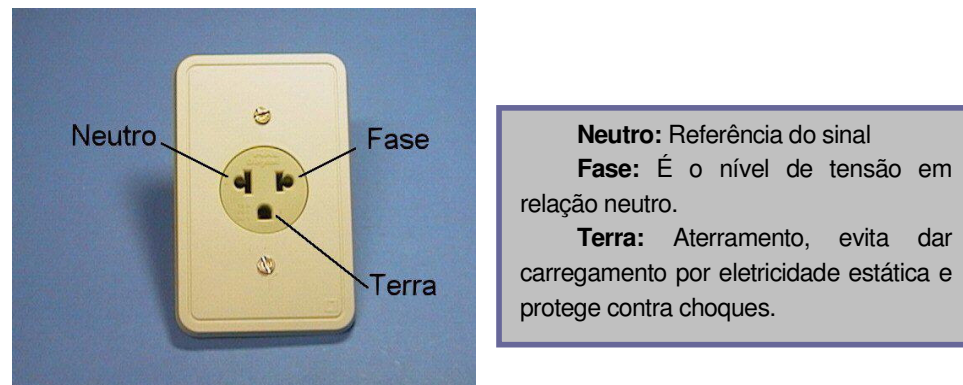 Neutro
Fase
Terra
Neutro: Referência do sinal
Fase: É o nível de tensão em
relação neutro.
Terra: Aterramento, evita dar
carregamento por eletricidade estática e
protege contra choques.